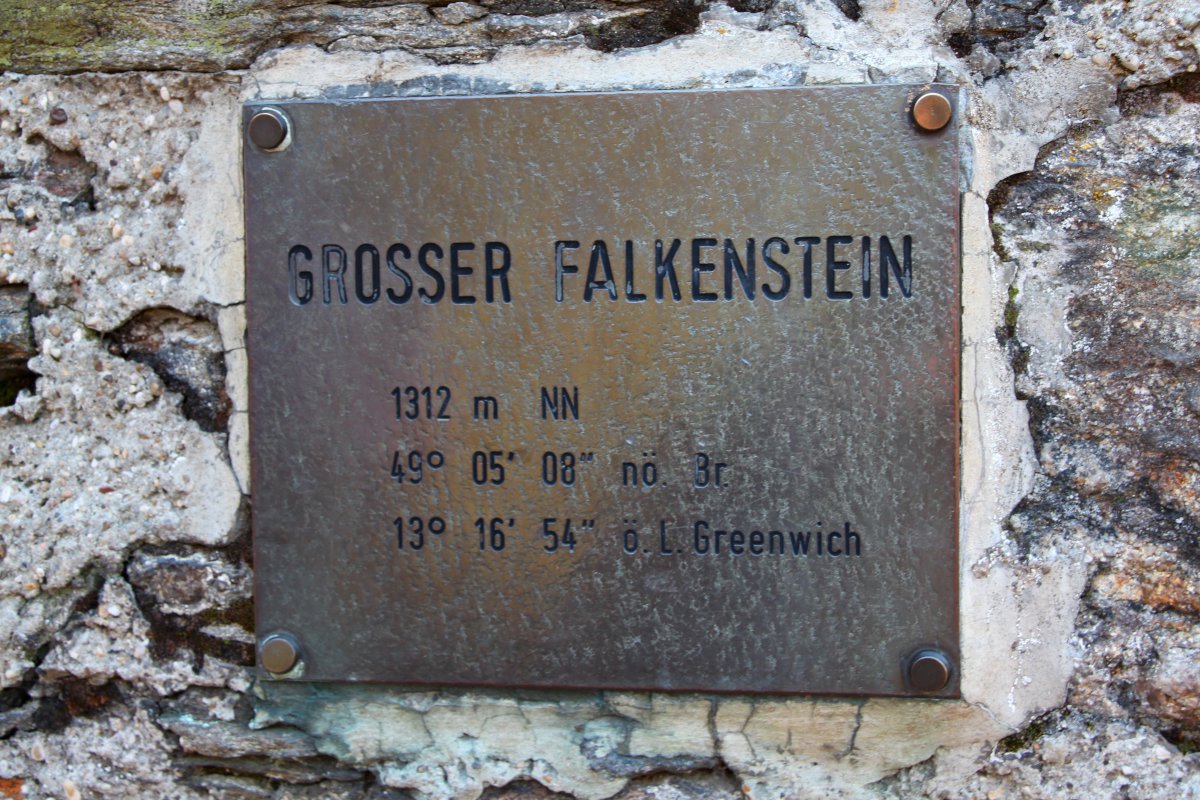 GROSSER FALKENSTEIN
1312 m NN
49° 05' 08" nö. Br.
13° 16' 54" ö. L. Greenwich